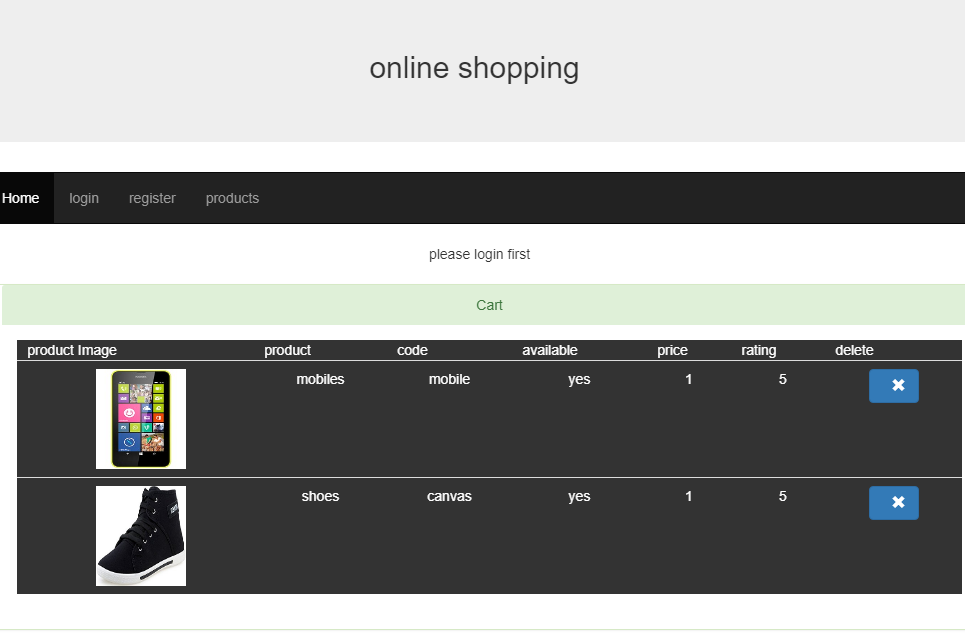 online shopping
Home login register products
please login first
Cart
product Image product code available price rating delete
mobiles mobile yes 1 5 ✖
shoes canvas yes 1 5 ✖